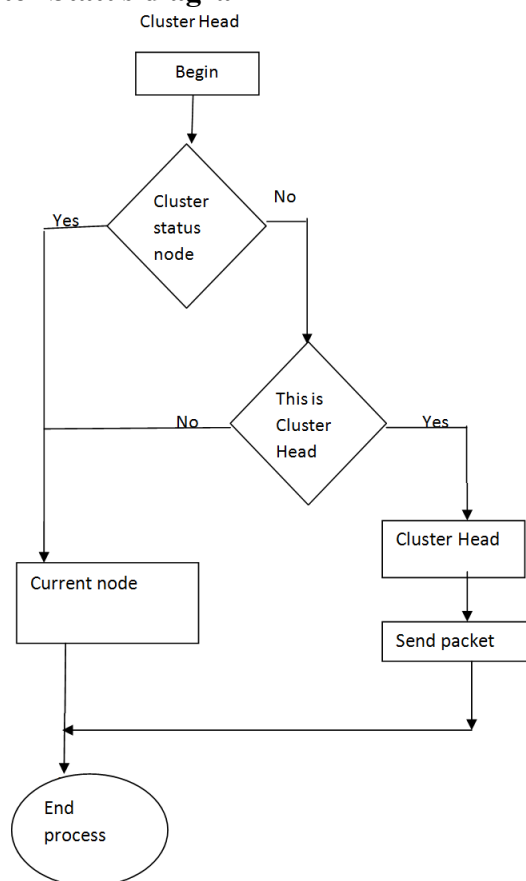 Cluster Head
Begin
Cluster
status
node
Yes
No
This is
Cluster
Head
No
Yes
Cluster Head
Current node
Send packet
End
process